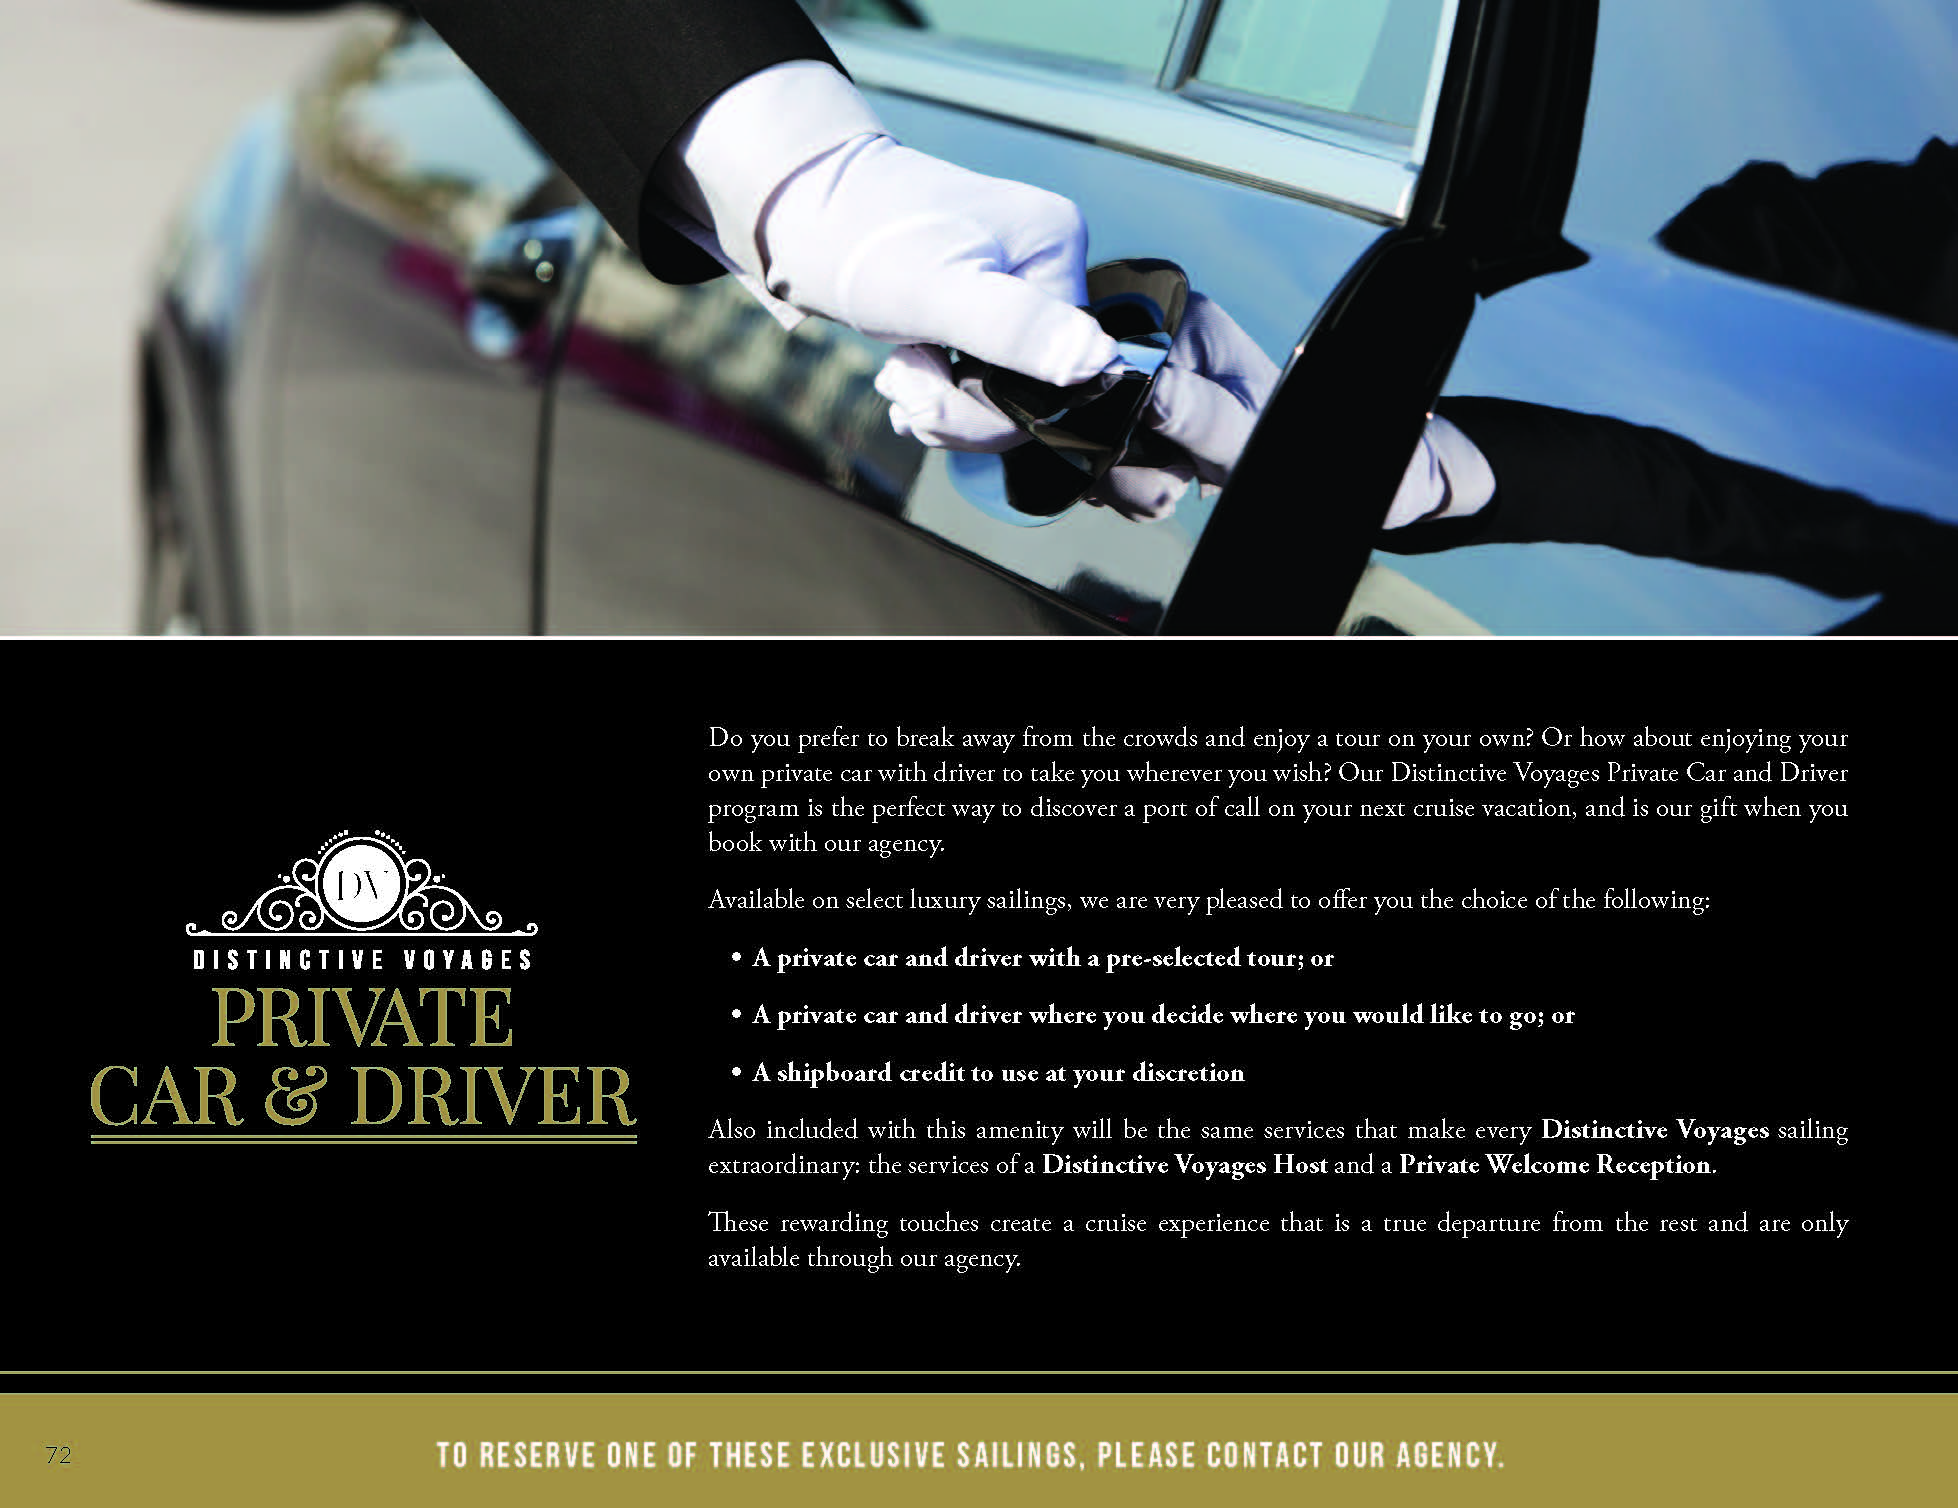 DV
DISTINCTIVE VOYAGES
PRIVATE
CAR & DRIVER
Do you prefer to break away from the crowds and enjoy a tour on your own? Or how about enjoying your
own private car with driver to take you wherever you wish? Our Distinctive Voyages Private Car and Driver
program is the perfect way to discover a port of call on your next cruise vacation, and is our gift when you
book with our agency.
Available on select luxury sailings, we are very pleased to offer you the choice of the following:
• A private car and driver with a pre-selected tour; or
• A private car and driver where you decide where you would like to go; or
• A shipboard credit to use at your discretion
Also included with this amenity will be the same services that make every Distinctive Voyages sailing
extraordinary: the services of a Distinctive Voyages Host and a Private Welcome Reception.
These rewarding touches create a cruise experience that is a true departure from the rest and are only
available through our agency.
72
TO RESERVE ONE OF THESE EXCLUSIVE SAILINGS, PLEASE CONTACT OUR AGENCY.